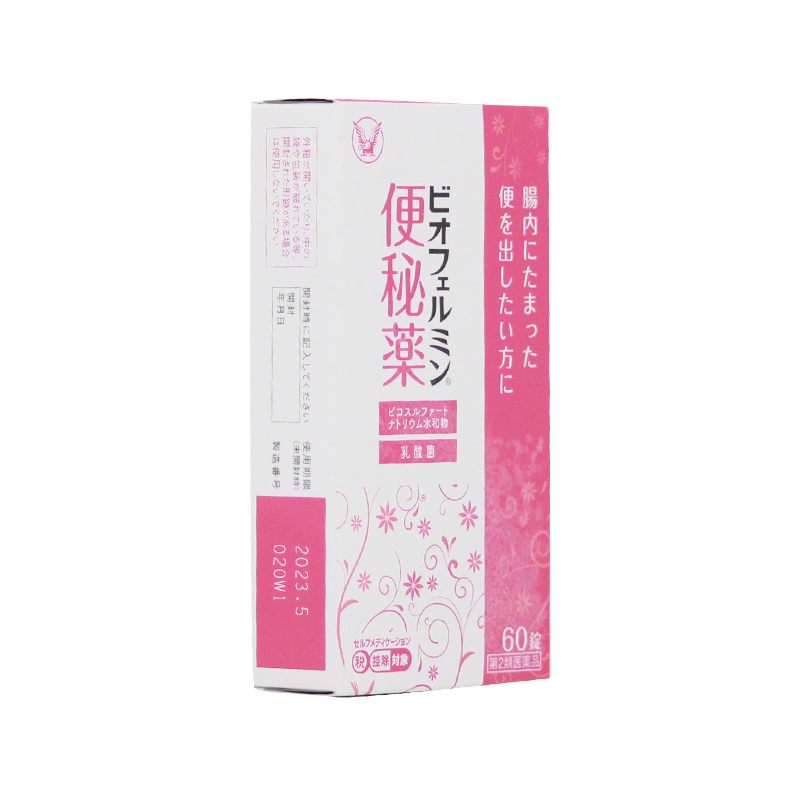 外箱が開いていたり、中の
袋や包装が破れている等、
開封された形跡がある場合
は使用しないでください
開封時に記入してください
開封
年月日
使用期限
(未開封時)
製造番号
2023.5
020W1
ビオフェルミン®
便秘薬
ピコスルファート
ナトリウム水和物
乳酸菌
セルフメディケーション
税 控除 対象
腸内にたまった
便を出したい方に
60錠
第2類医薬品